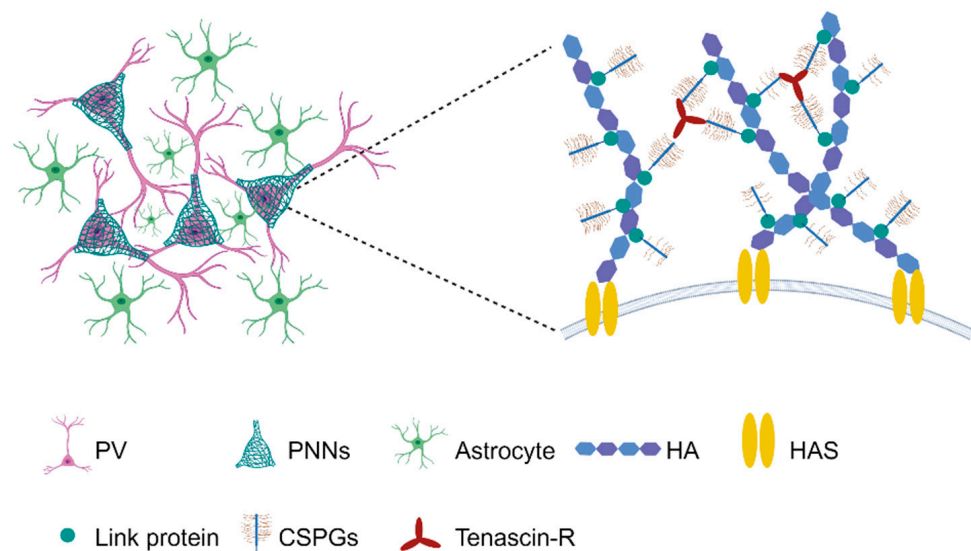 PV
PNNs
Astrocyte
HA
HAS
Link protein
CSPGs
Tenascin-R